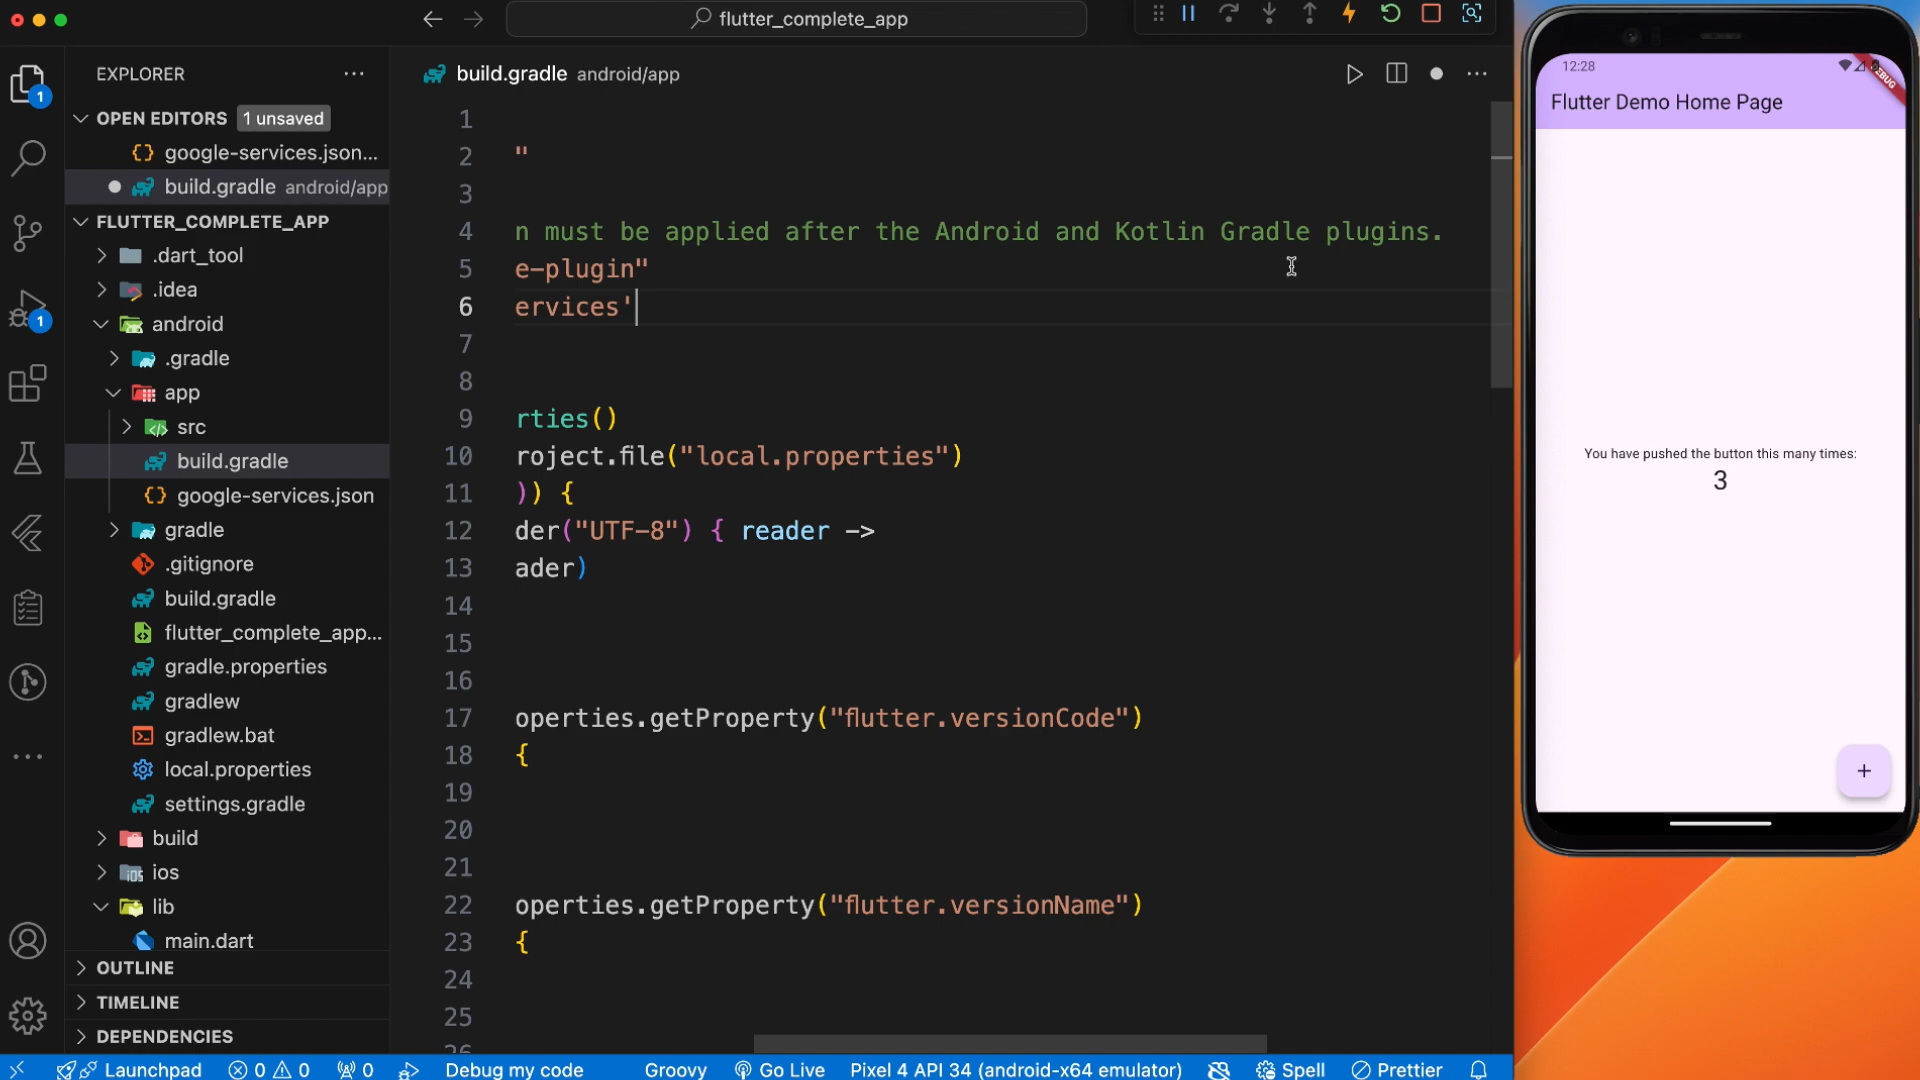 flutter_complete_app
EXPLORER
OPEN EDITORS 1 unsaved
google-services.json...
build.gradle android/app
FLUTTER_COMPLETE_APP
.dart_tool
.idea
android
.gradle
app
src
build.gradle
google-services.json
gradle
.gitignore
build.gradle
flutter_complete_app...
gradle.properties
gradlew
gradlew.bat
local.properties
settings.gradle
build
ios
lib
main.dart
OUTLINE
TIMELINE
DEPENDENCIES
1
1
build.gradle android/app
1
2 "
3
4 n must be applied after the Android and Kotlin Gradle plugins.
5 e-plugin"
6 ervices'
7
8
9 rties()
10 roject.file("local.properties")
11 )) {
12 der("UTF-8") { reader ->
13 ader)
14
15
16
17 operties.getProperty("flutter.versionCode")
18 {
19
20
21
22 operties.getProperty("flutter.versionName")
23 {
24
25
26
Launchpad 0 0 0 Debug my code Groovy Go Live Pixel 4 API 34 (android-x64 emulator) Spell Prettier
12:28
Flutter Demo Home Page
You have pushed the button this many times:
3
+